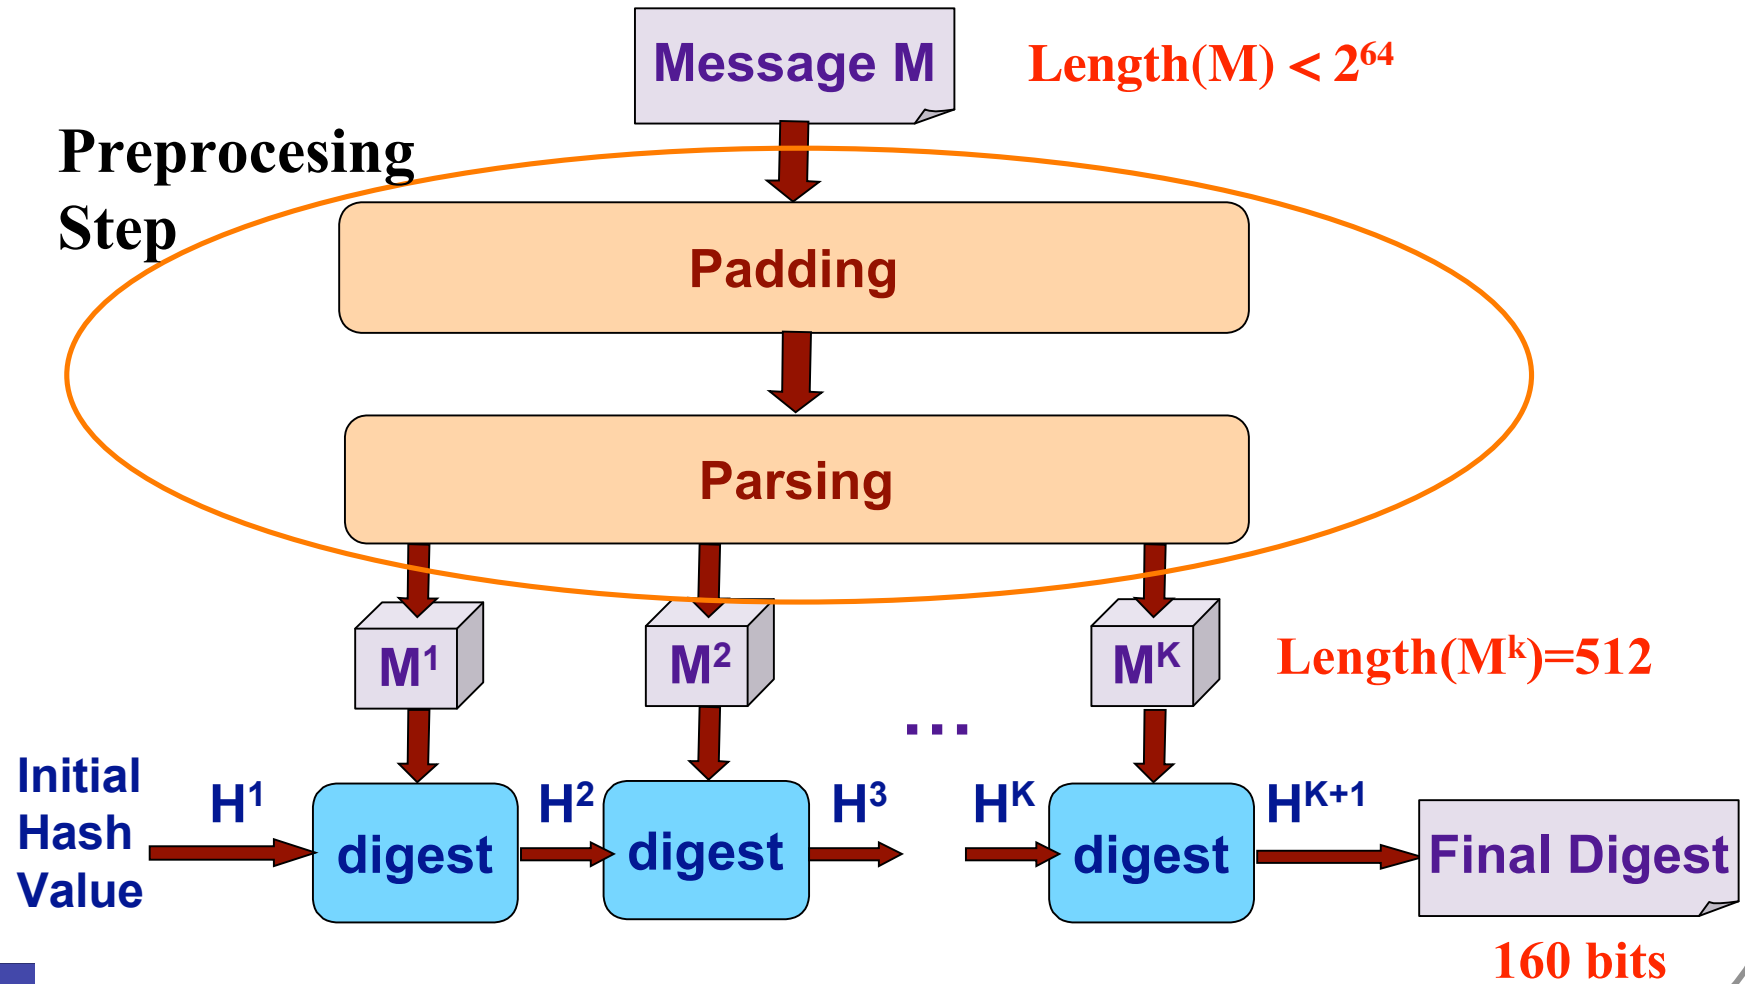 Message M
Length(M) < 2⁶⁴
Preprocesing
Step
Padding
Parsing
M¹
M²
Mᴷ
Length(Mᵏ)=512
...
Initial
Hash
Value
H¹
digest
H²
digest
H³
Hᴷ
digest
Hᴷ⁺¹
Final Digest
160 bits